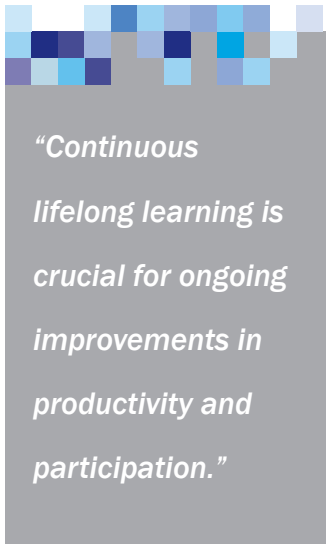 “Continuous
lifelong learning is
crucial for ongoing
improvements in
productivity and
participation.”